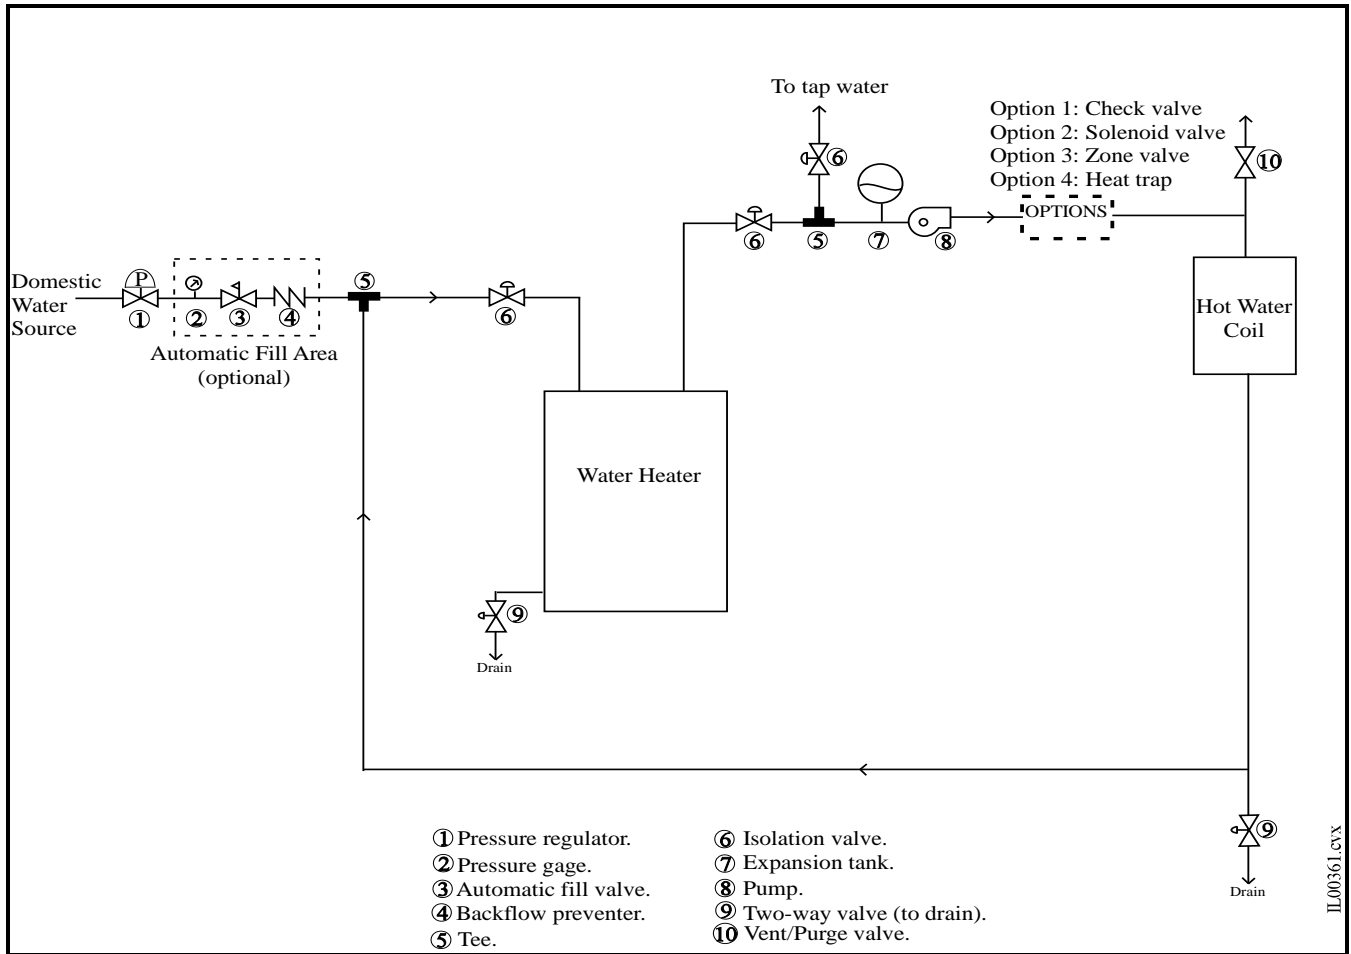 To tap water
Option 1: Check valve
Option 2: Solenoid valve
Option 3: Zone valve
Option 4: Heat trap
⑥
⑩
OPTIONS
⑥
⑤
⑦
⑧
Domestic
Water
Source
P
①
②
③
④
⑤
⑥
Automatic Fill Area
(optional)
Hot Water
Coil
Water Heater
⑨
Drain
⑨
Drain
① Pressure regulator.
② Pressure gage.
③ Automatic fill valve.
④ Backflow preventer.
⑤ Tee.
⑥ Isolation valve.
⑦ Expansion tank.
⑧ Pump.
⑨ Two-way valve (to drain).
⑩ Vent/Purge valve.
IL00361.cvx